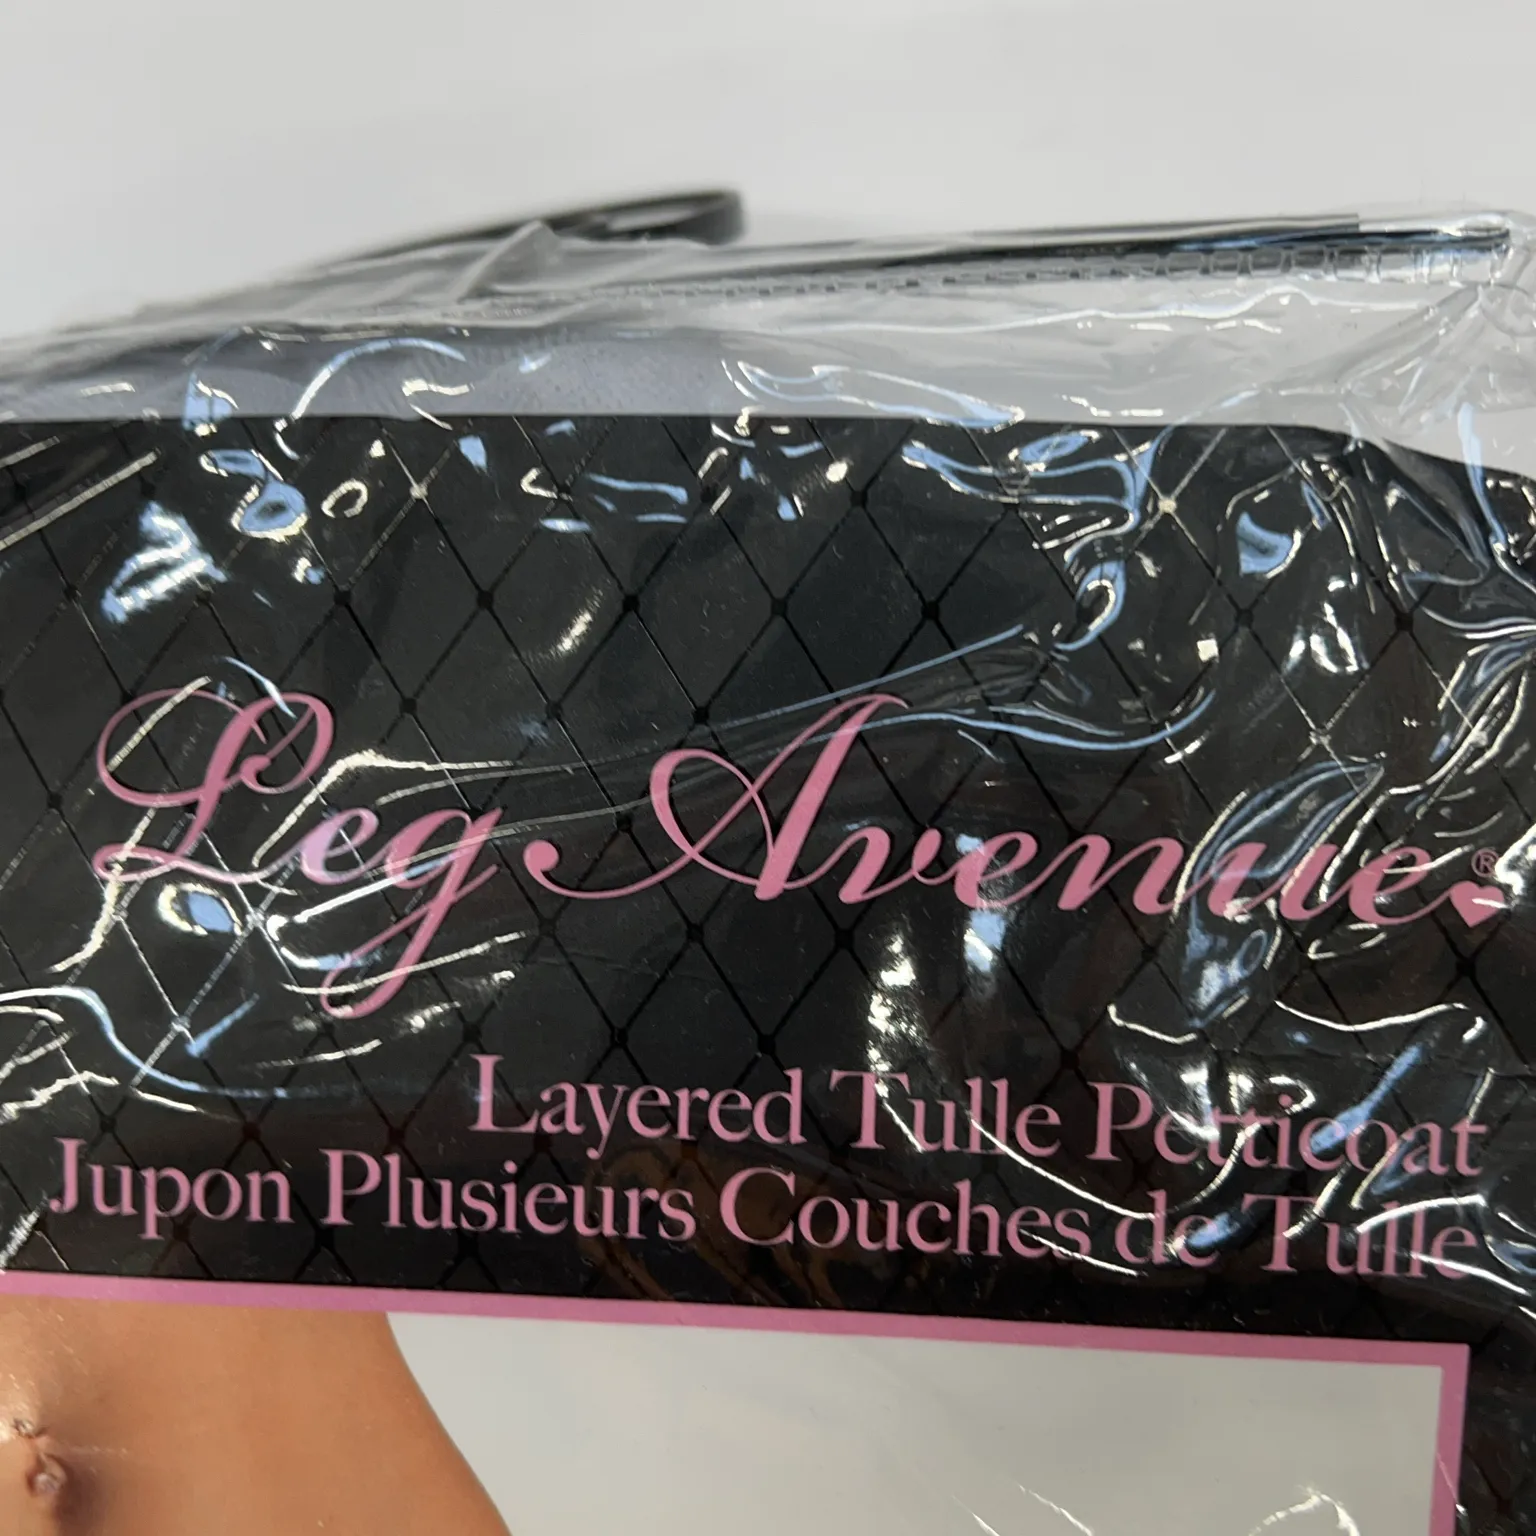 Leg Avenue®
Layered Tulle Petticoat
Jupon Plusieurs Couches de Tulle